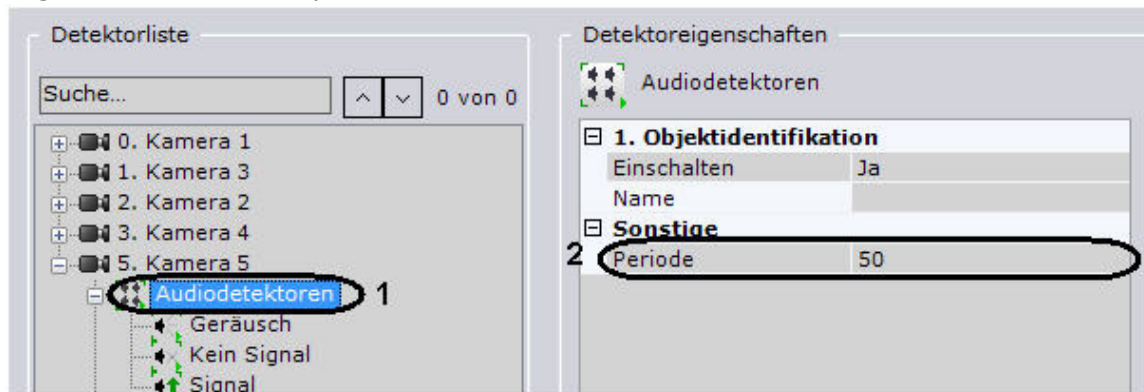 Detektorliste
Suche...
0 von 0
0. Kamera 1
1. Kamera 3
2. Kamera 2
3. Kamera 4
5. Kamera 5
Audiodetektoren 1
Geräusch
Kein Signal
Signal
Detektoreigenschaften
Audiodetektoren
1. Objektidentifikation
Einschalten Ja
Name
Sonstige
2 Periode 50